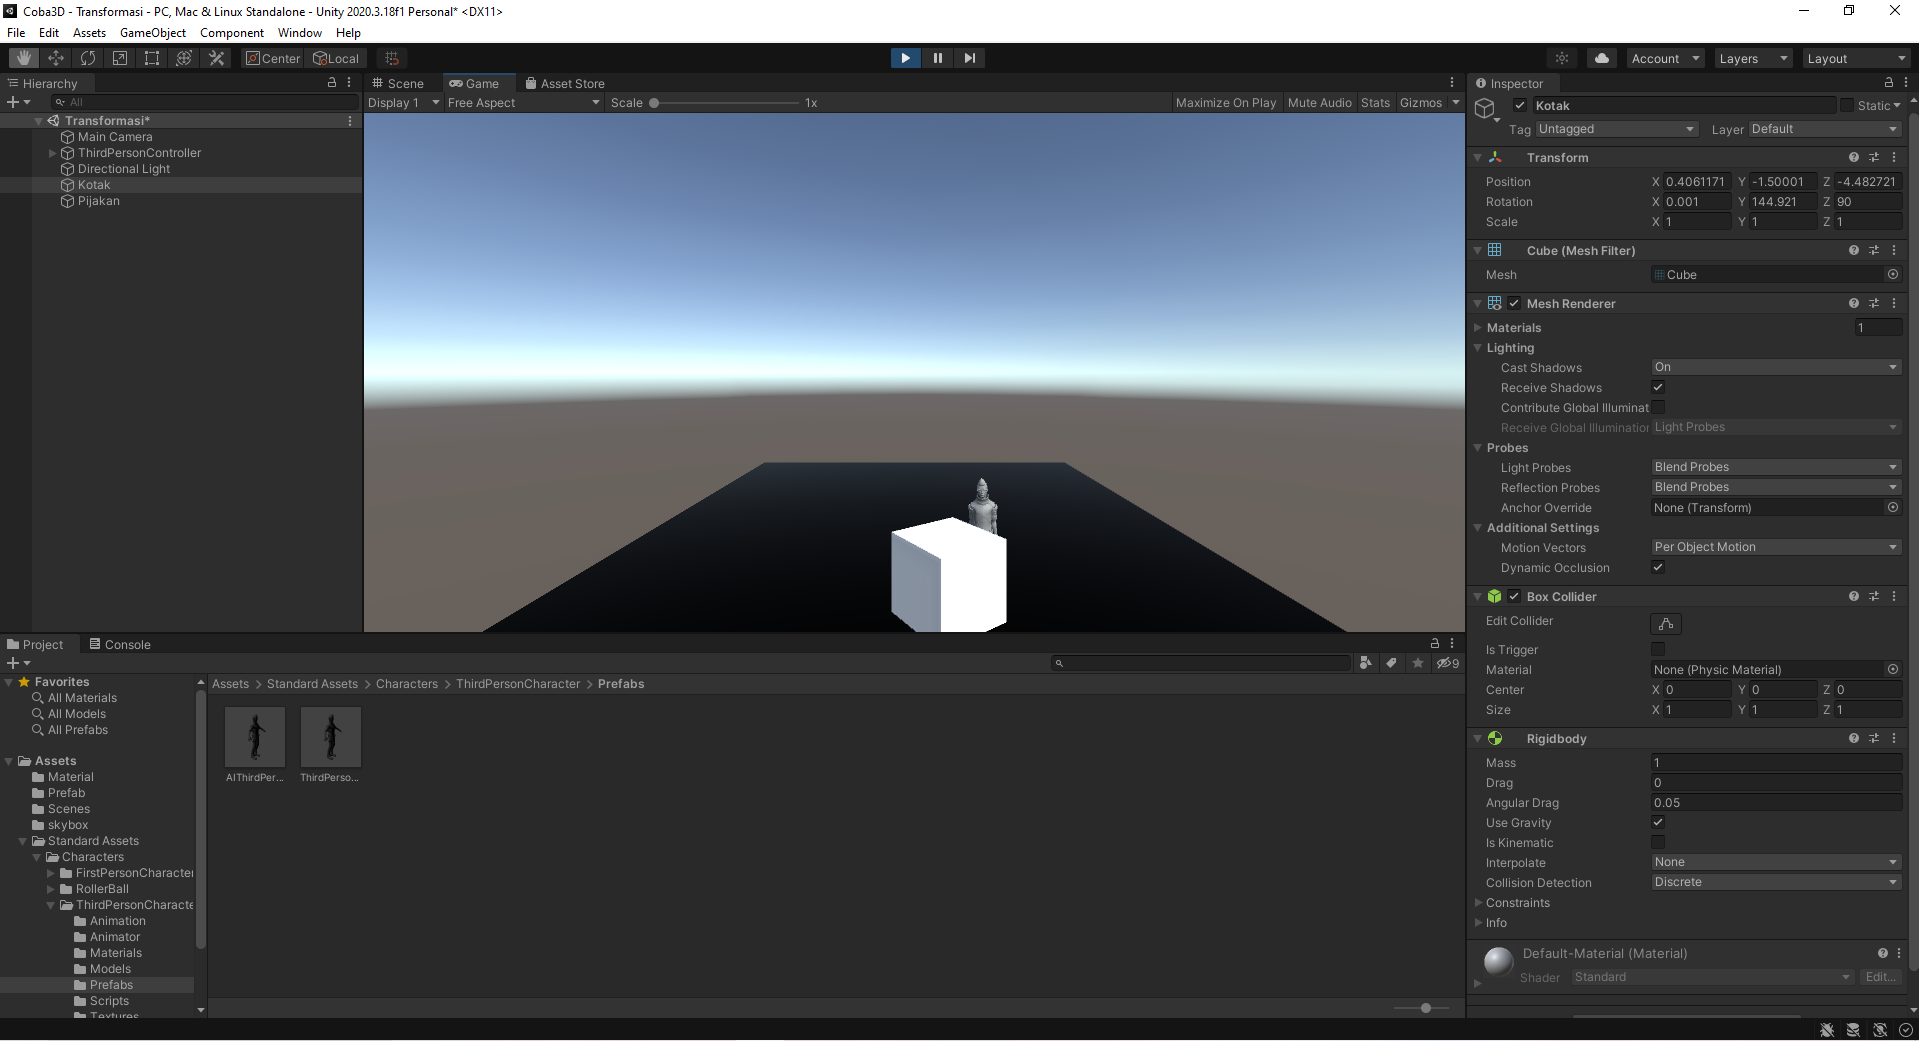 Coba3D - Transformasi - PC, Mac & Linux Standalone - Unity 2020.3.18f1 Personal* <DX11>
File Edit Assets GameObject Component Window Help
Center Local
Account Layers Layout
Hierarchy
All
Transformasi*
Main Camera
ThirdPersonController
Directional Light
Kotak
Pijakan
Scene Game Asset Store
Display 1 Free Aspect Scale 1x Maximize On Play Mute Audio Stats Gizmos
Inspector
Kotak Static
Tag Untagged Layer Default
Transform
Position X 0.4061171 Y -1.50001 Z -4.482721
Rotation X 0.001 Y 144.921 Z 90
Scale X 1 Y 1 Z 1
Cube (Mesh Filter)
Mesh Cube
Mesh Renderer
Materials 1
Lighting
Cast Shadows On
Receive Shadows
Contribute Global Illuminat
Receive Global Illumination Light Probes
Probes
Light Probes Blend Probes
Reflection Probes Blend Probes
Anchor Override None (Transform)
Additional Settings
Motion Vectors Per Object Motion
Dynamic Occlusion
Box Collider
Edit Collider
Is Trigger
Material None (Physic Material)
Center X 0 Y 0 Z 0
Size X 1 Y 1 Z 1
Rigidbody
Mass 1
Drag 0
Angular Drag 0.05
Use Gravity
Is Kinematic
Interpolate None
Collision Detection Discrete
Constraints
Info
Default-Material (Material)
Shader Standard Edit...
Project Console
9
Favorites
All Materials
All Models
All Prefabs
Assets
Material
Prefab
Scenes
skybox
Standard Assets
Characters
FirstPersonCharacter
RollerBall
ThirdPersonCharacte
Animation
Animator
Materials
Models
Prefabs
Scripts
Textures
Assets > Standard Assets > Characters > ThirdPersonCharacter > Prefabs
AIThirdPer... ThirdPerso...